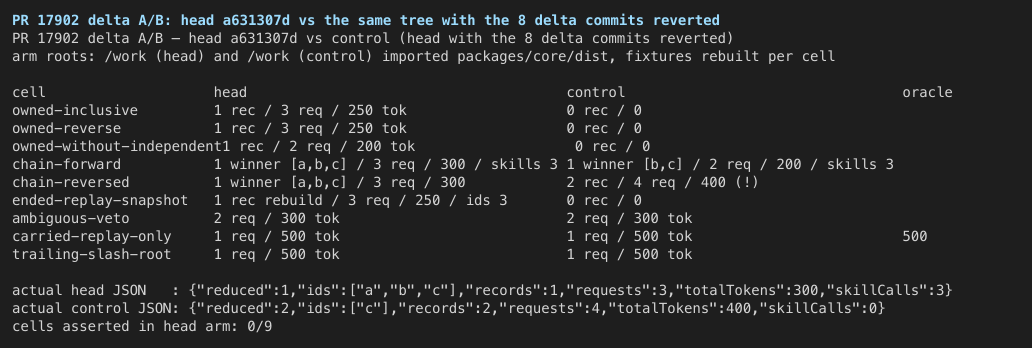 PR 17902 delta A/B: head a631307d vs the same tree with the 8 delta commits reverted
PR 17902 delta A/B — head a631307d vs control (head with the 8 delta commits reverted)
arm roots: /work (head) and /work (control) imported packages/core/dist, fixtures rebuilt per cell
cell head control oracle
owned-inclusive 1 rec / 3 req / 250 tok 0 rec / 0
owned-reverse 1 rec / 3 req / 250 tok 0 rec / 0
owned-without-independent1 rec / 2 req / 200 tok 0 rec / 0
chain-forward 1 winner [a,b,c] / 3 req / 300 / skills 3 1 winner [b,c] / 2 req / 200 / skills 3
chain-reversed 1 winner [a,b,c] / 3 req / 300 2 rec / 4 req / 400 (!)
ended-replay-snapshot 1 rec rebuild / 3 req / 250 / ids 3 0 rec / 0
ambiguous-veto 2 req / 300 tok 2 req / 300 tok
carried-replay-only 1 req / 500 tok 1 req / 500 tok 500
trailing-slash-root 1 req / 500 tok 1 req / 500 tok
actual head JSON : {"reduced":1,"ids":["a","b","c"],"records":1,"requests":3,"totalTokens":300,"skillCalls":3}
actual control JSON: {"reduced":2,"ids":["c"],"records":2,"requests":4,"totalTokens":400,"skillCalls":0}
cells asserted in head arm: 0/9